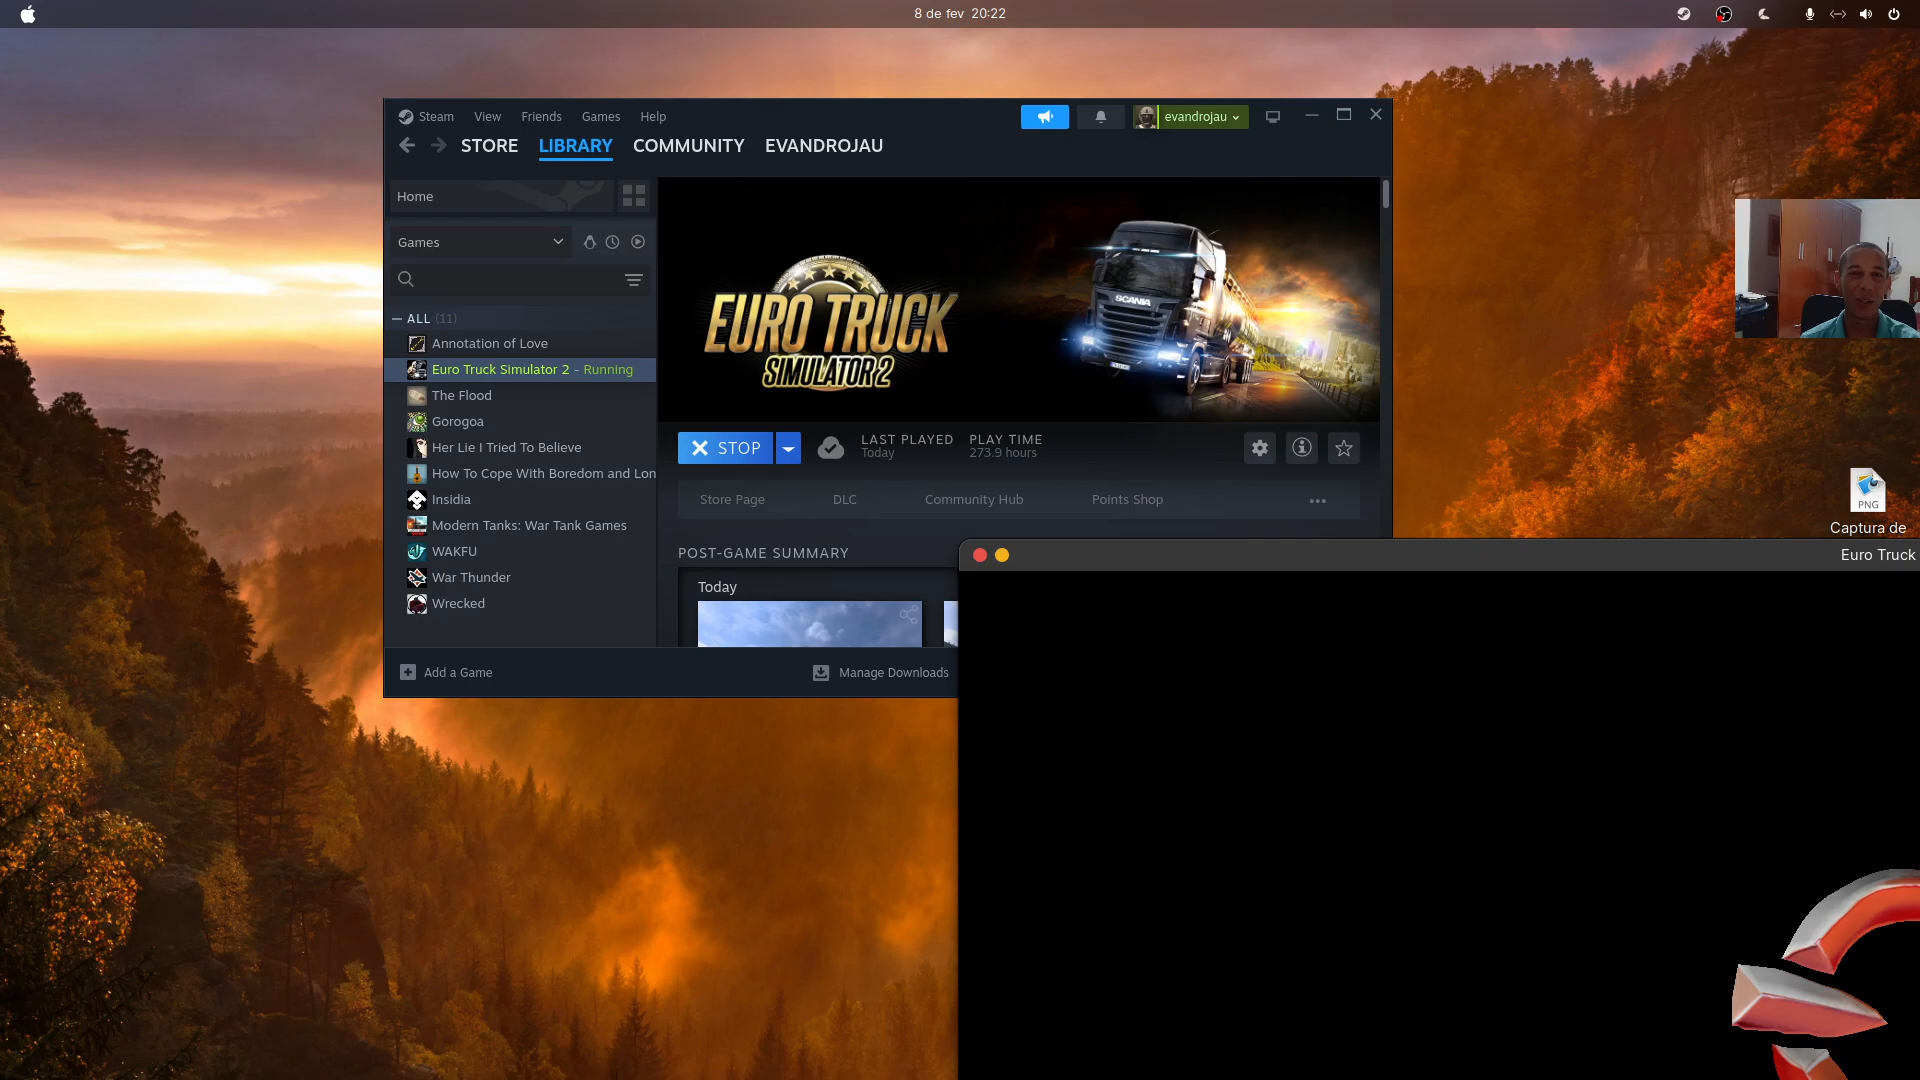 8 de fev 20:22
Steam View Friends Games Help
evandrojau
STORE LIBRARY COMMUNITY EVANDROJAU
Home
Games
ALL (11)
Annotation of Love
Euro Truck Simulator 2 - Running
The Flood
Gorogoa
Her Lie I Tried To Believe
How To Cope With Boredom and Lon
Insidia
Modern Tanks: War Tank Games
WAKFU
War Thunder
Wrecked
Add a Game
EURO TRUCK
SIMULATOR 2
SCANIA
STOP
LAST PLAYED
Today
PLAY TIME
273.9 hours
Store Page DLC Community Hub Points Shop
POST-GAME SUMMARY
Today
Manage Downloads
PNG
Captura de
Euro Truck